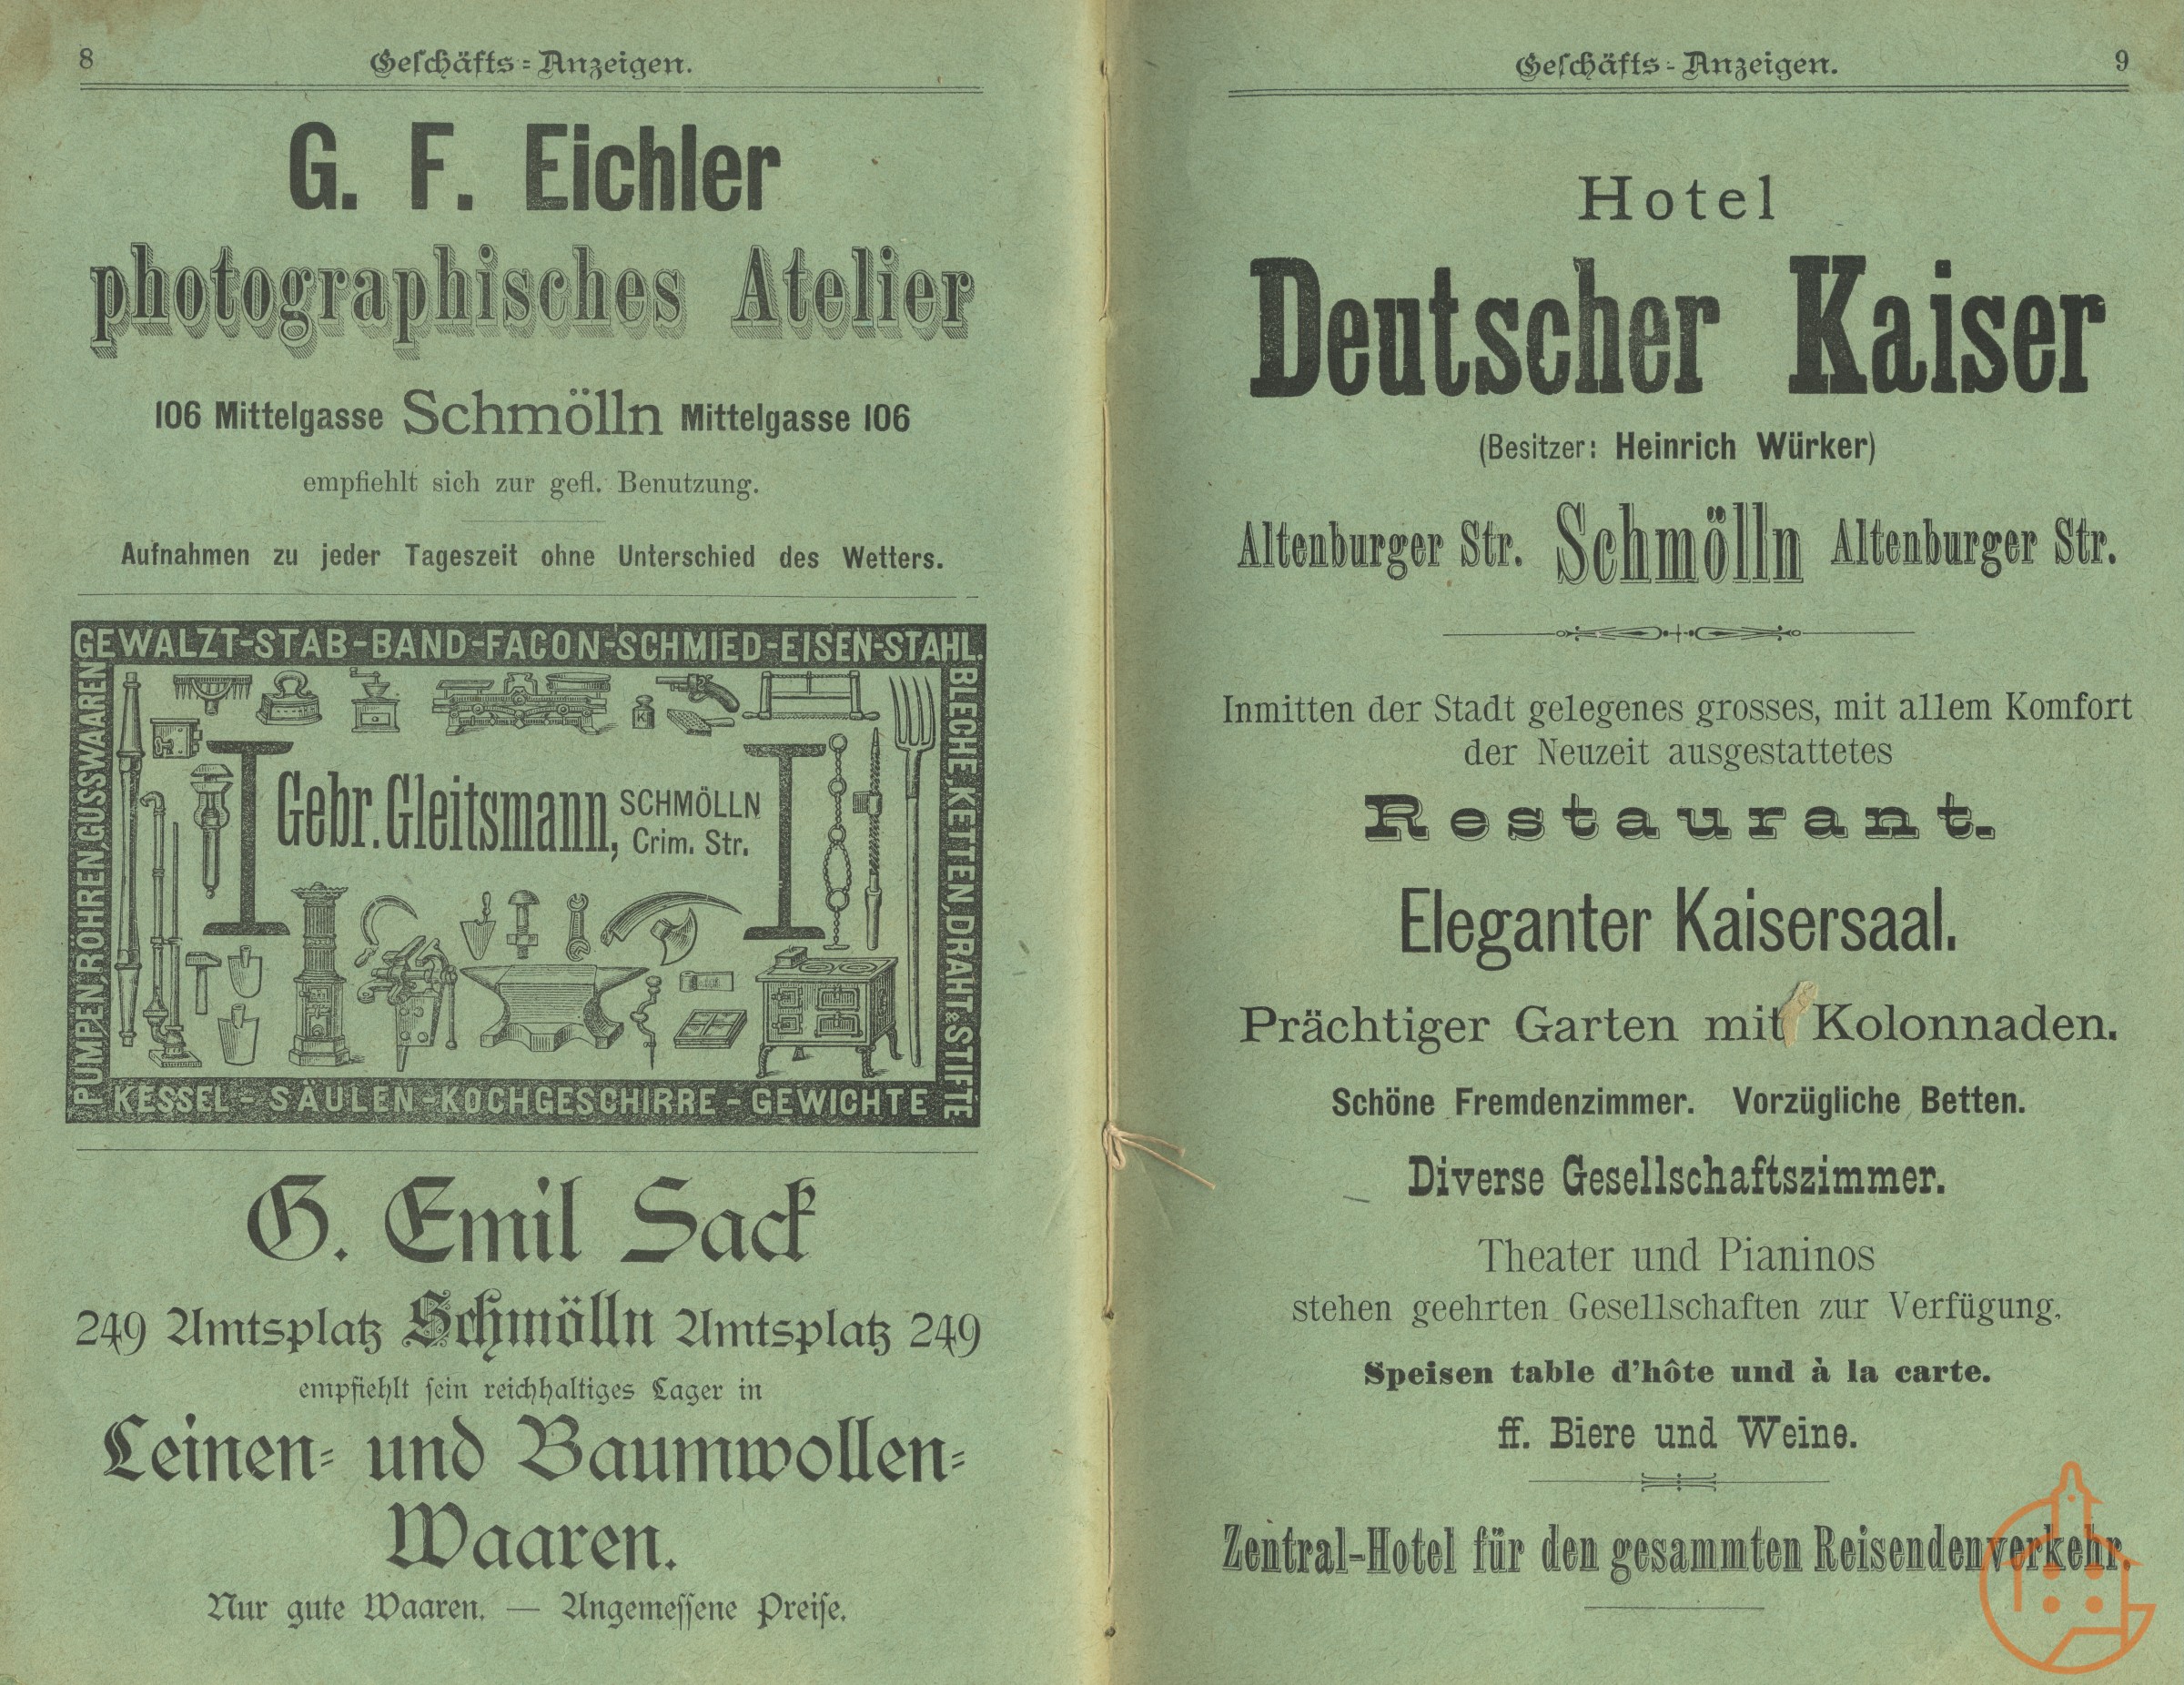 8
Geſchäfts-Anzeigen.
G. F. Eichler
photographisches Atelier
106 Mittelgasse Schmölln Mittelgasse 106
empfiehlt sich zur gefl. Benutzung.
Aufnahmen zu jeder Tageszeit ohne Unterschied des Wetters.
GEWALZT-STAB-BAND-FACON-SCHMIED-EISEN-STAHL.
PUMPEN, RÖHREN, GUSSWAAREN
BLECHE, KETTEN, DRAHT & STIFTE
K
Gebr. Gleitsmann, SCHMÖLLN
Crim. Str.
KESSEL - SÄULEN - KOCHGESCHIRRE - GEWICHTE
G. Emil Sack
249 Amtsplatz Schmölln Amtsplatz 249
empfiehlt ſein reichhaltiges Lager in
Leinen- und Baumwollen-
Waaren.
Nur gute Waaren. — Angemeſſene Preiſe.
Geſchäfts-Anzeigen.
9
Hotel
Deutscher Kaiser
(Besitzer: Heinrich Würker)
Altenburger Str. Schmölln Altenburger Str.
Inmitten der Stadt gelegenes grosses, mit allem Komfort
der Neuzeit ausgestattetes
Restaurant.
Eleganter Kaisersaal.
Prächtiger Garten mit Kolonnaden.
Schöne Fremdenzimmer. Vorzügliche Betten.
Diverse Gesellschaftszimmer.
Theater und Pianinos
stehen geehrten Gesellschaften zur Verfügung.
Speisen table d'hôte und à la carte.
ff. Biere und Weine.
Zentral-Hotel für den gesammten Reisendenverkehr.